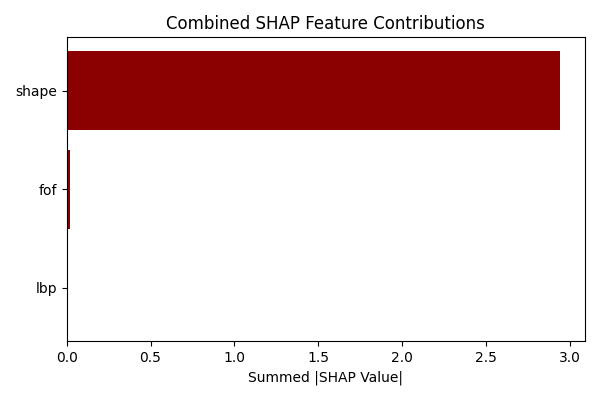 Combined SHAP Feature Contributions
shape
fof
lbp
0.0 0.5 1.0 1.5 2.0 2.5 3.0
Summed |SHAP Value|